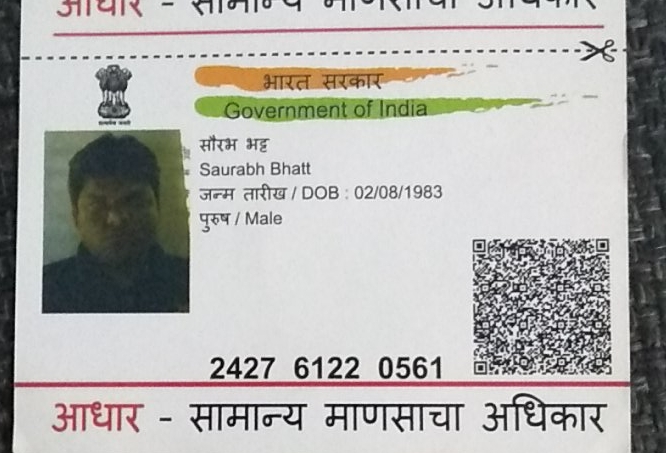 आधार - सामान्य माणसाचा अधिकार
भारत सरकार
Government of India
सौरभ भट्ट
Saurabh Bhatt
जन्म तारीख / DOB : 02/08/1983
पुरुष / Male
2427 6122 0561
आधार - सामान्य माणसाचा अधिकार